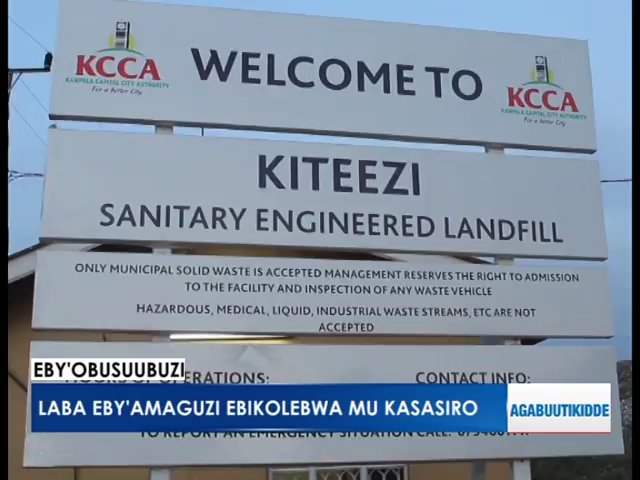 KCCA
KAMPALA CAPITAL CITY AUTHORITY
For a better City
WELCOME TO
KCCA
KAMPALA CAPITAL CITY AUTHORITY
For a better City
KITEEZI
SANITARY ENGINEERED LANDFILL
ONLY MUNICIPAL SOLID WASTE IS ACCEPTED MANAGEMENT RESERVES THE RIGHT TO ADMISSION
TO THE FACILITY AND INSPECTION OF ANY WASTE VEHICLE
HAZARDOUS, MEDICAL, LIQUID, INDUSTRIAL WASTE STREAMS, ETC ARE NOT
ACCEPTED
EBY'OBUSUUBUZI
HOURS OF OPERATIONS:
CONTACT INFO:
LABA EBY'AMAGUZI EBIKOLEBWA MU KASASIRO
AGABUUTIKIDDE
TO REPORT AN EMERGENCY SITUATION CALL: